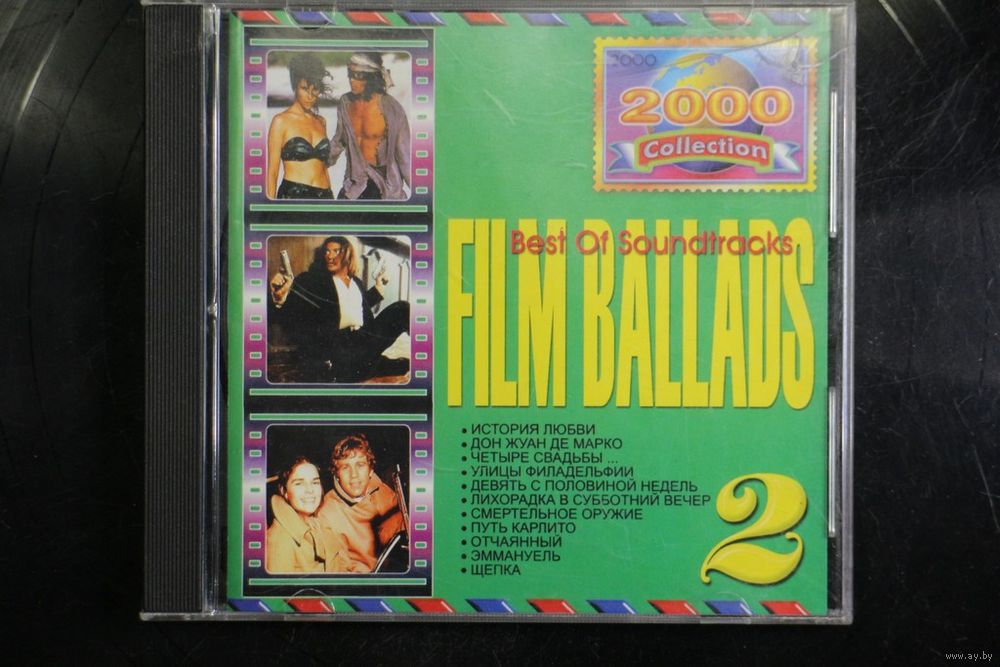 2000
2000
Collection
Best Of Soundtracks
FILM BALLADS
• ИСТОРИЯ ЛЮБВИ
• ДОН ЖУАН ДЕ МАРКО
• ЧЕТЫРЕ СВАДЬБЫ ...
• УЛИЦЫ ФИЛАДЕЛЬФИИ
• ДЕВЯТЬ С ПОЛОВИНОЙ НЕДЕЛЬ
• ЛИХОРАДКА В СУББОТНИЙ ВЕЧЕР
• СМЕРТЕЛЬНОЕ ОРУЖИЕ
• ПУТЬ КАРЛИТО
• ОТЧАЯННЫЙ
• ЭММАНУЕЛЬ
• ЩЕПКА
2
www.ay.by